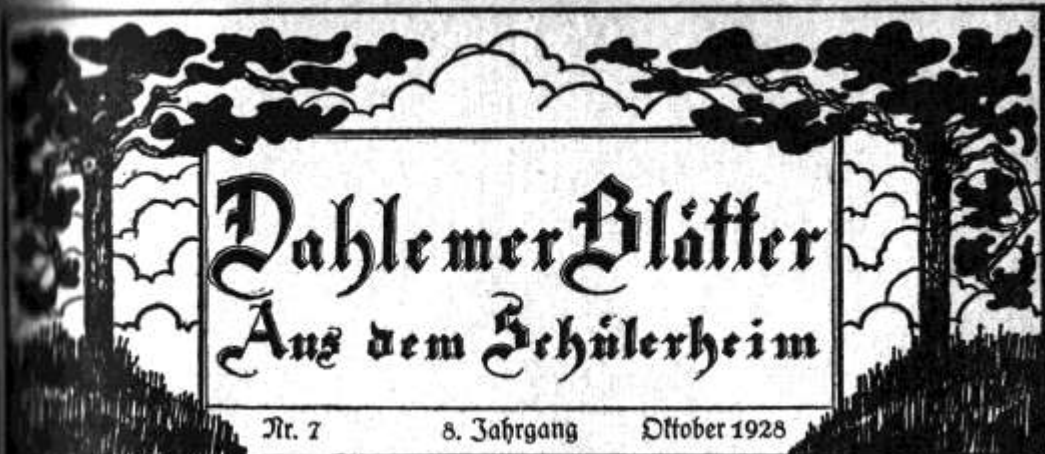 Dahlemer Blätter
Aus dem Schülerheim
Nr. 7 8. Jahrgang Oktober 1928